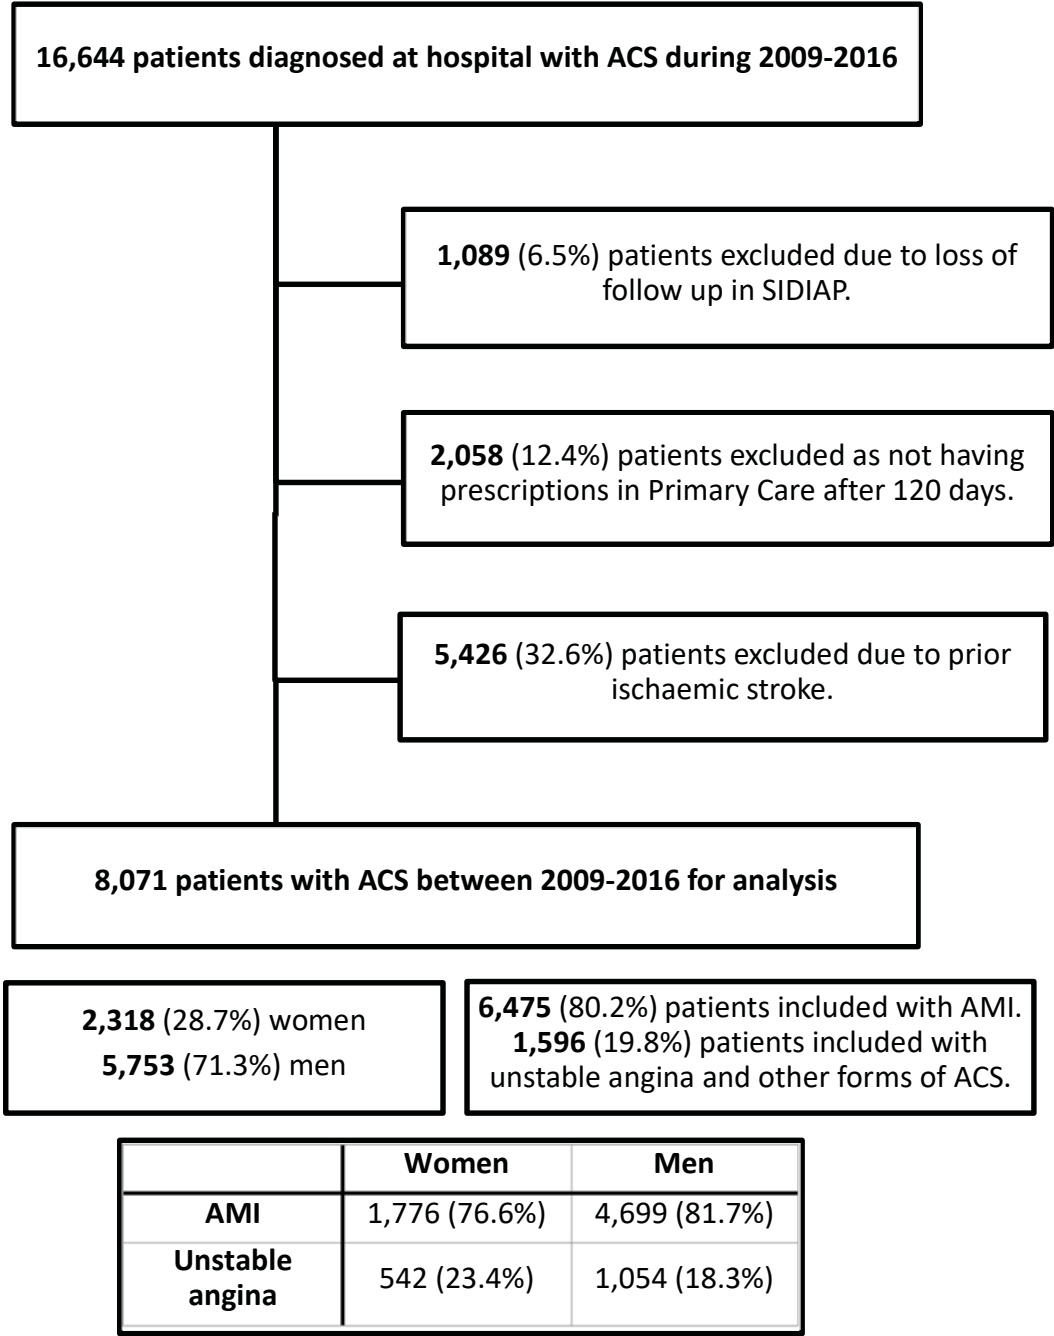 16,644 patients diagnosed at hospital with ACS during 2009-2016
1,089 (6.5%) patients excluded due to loss of
follow up in SIDIAP.
2,058 (12.4%) patients excluded as not having
prescriptions in Primary Care after 120 days.
5,426 (32.6%) patients excluded due to prior
ischaemic stroke.
8,071 patients with ACS between 2009-2016 for analysis
2,318 (28.7%) women
5,753 (71.3%) men
6,475 (80.2%) patients included with AMI.
1,596 (19.8%) patients included with
unstable angina and other forms of ACS.
Women Men
AMI 1,776 (76.6%) 4,699 (81.7%)
Unstable
angina 542 (23.4%) 1,054 (18.3%)